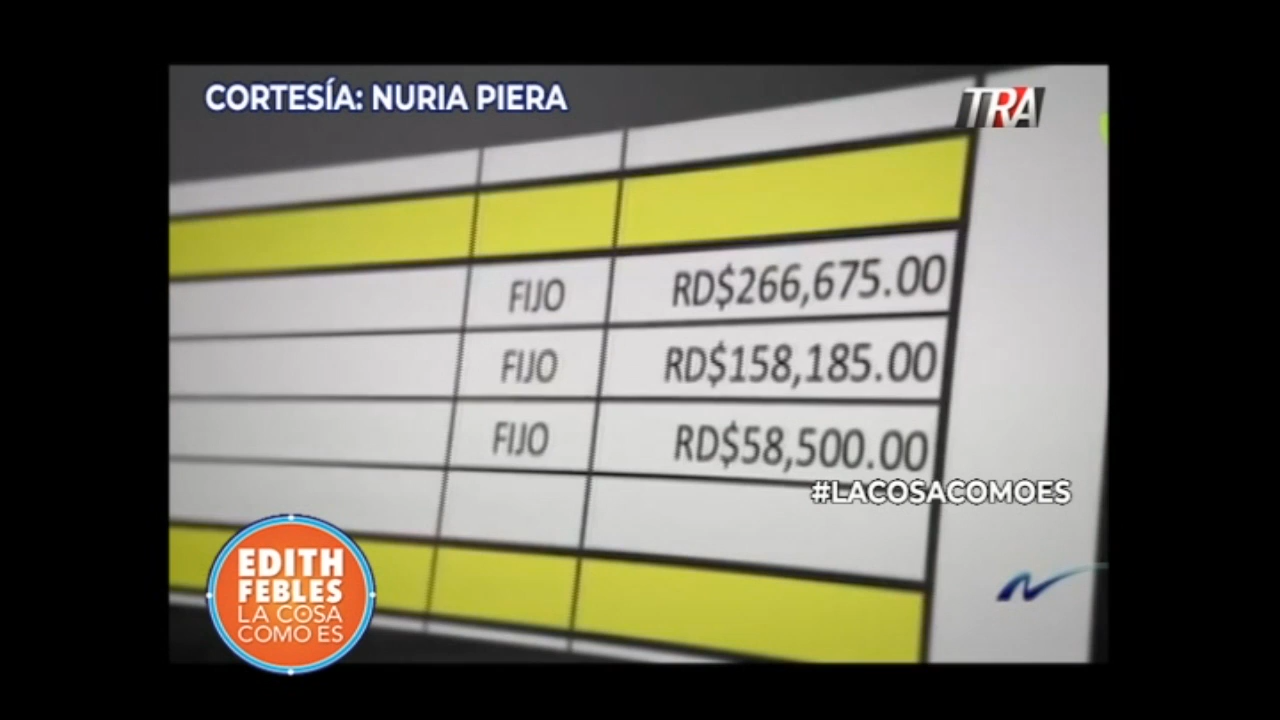 CORTESÍA: NURIA PIERA
TRA
FIJO RD$266,675.00
FIJO RD$158,185.00
FIJO RD$58,500.00
#LACOSACOMOES
EDITH
FEBLES
LA COSA
COMO ES